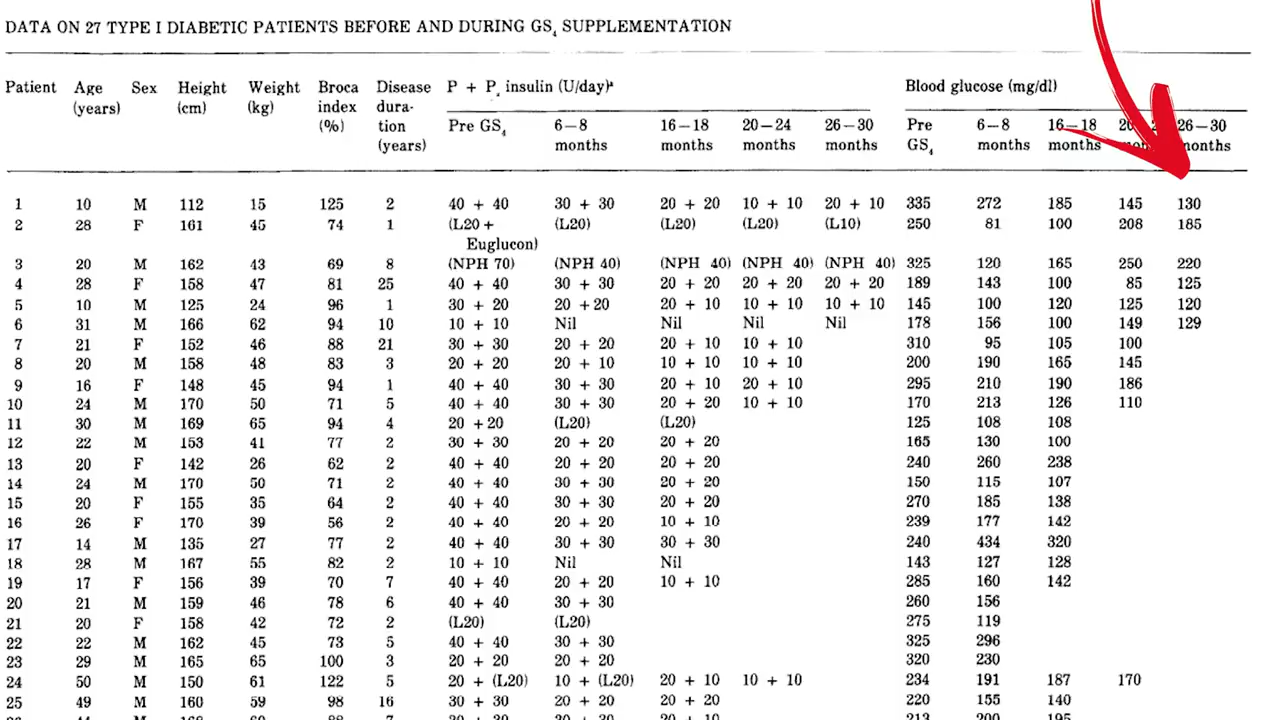 DATA ON 27 TYPE I DIABETIC PATIENTS BEFORE AND DURING GS4 SUPPLEMENTATION
Patient Age Sex Height Weight Broca Disease P + Pz insulin (U/day)a Blood glucose (mg/dl)
(years) (cm) (kg) index dura-
(%) tion Pre GS4 6–8 16–18 20–24 26–30 Pre 6–8 16–18 26–30
(years) months months months months GS4 months months months
1 10 M 112 15 125 2 40 + 40 30 + 30 20 + 20 10 + 10 20 + 10 335 272 185 145 130
2 28 F 161 45 74 1 (L20 + (L20) (L20) (L20) (L10) 250 81 100 208 185
Euglucon)
3 20 M 162 43 69 8 (NPH 70) (NPH 40) (NPH 40) (NPH 40) (NPH 40) 325 120 165 250 220
4 28 F 158 47 81 25 40 + 40 30 + 30 20 + 20 20 + 20 20 + 20 189 143 100 85 125
5 10 M 125 24 96 1 30 + 20 20 +20 20 + 10 10 + 10 10 + 10 145 100 120 125 120
6 31 M 166 62 94 10 10 + 10 Nil Nil Nil Nil 178 156 100 149 129
7 21 F 152 46 88 21 30 + 30 20 + 20 20 + 10 10 + 10 310 95 105 100
8 20 M 158 48 83 3 20 + 20 20 + 10 10 + 10 10 + 10 200 190 165 145
9 16 F 148 45 94 1 40 + 40 30 + 30 20 + 10 20 + 10 295 210 190 186
10 24 M 170 50 71 5 40 + 40 30 + 30 20 + 20 10 + 10 170 213 126 110
11 30 M 169 65 94 4 20 +20 (L20) (L20) 125 108 108
12 22 M 153 41 77 2 30 + 30 20 + 20 20 + 20 165 130 100
13 20 F 142 26 62 2 40 + 40 20 + 20 20 + 20 240 260 238
14 24 M 170 50 71 2 40 + 40 30 + 30 20 + 20 150 115 107
15 20 F 155 35 64 2 40 + 40 30 + 30 20 + 20 270 185 138
16 26 F 170 39 56 2 40 + 40 20 + 20 10 + 10 239 177 142
17 14 M 135 27 77 2 40 + 40 30 + 30 30 + 30 240 434 320
18 28 M 167 55 82 2 10 + 10 Nil Nil 143 127 128
19 17 F 156 39 70 7 40 + 40 20 + 20 10 + 10 285 160 142
20 21 M 159 46 78 6 40 + 40 30 + 30 260 156
21 20 F 158 42 72 2 (L20) (L20) 275 119
22 22 M 162 45 73 5 40 + 40 30 + 30 325 296
23 29 M 165 65 100 3 20 + 20 20 + 20 320 230
24 50 M 150 61 122 5 20 + (L20) 10 + (L20) 20 + 10 10 + 10 234 191 187 170
25 49 M 160 59 98 16 30 + 30 20 + 20 20 + 20 220 155 140